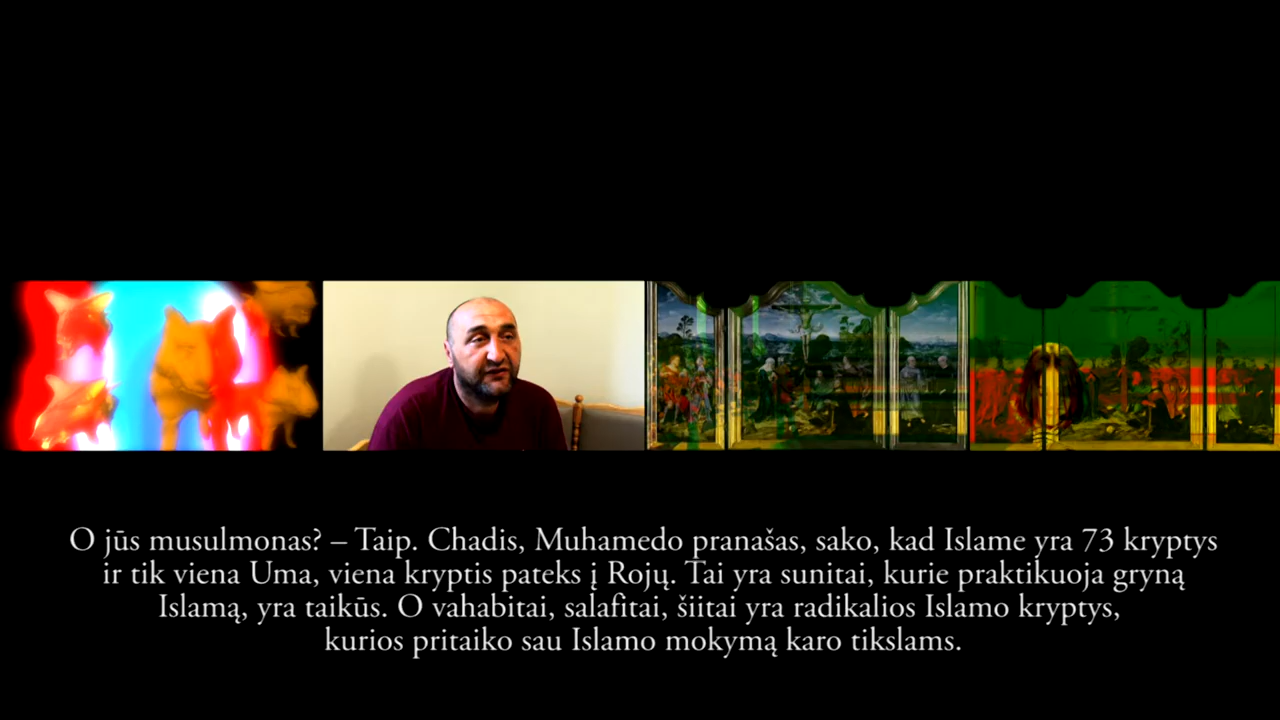 O jūs musulmonas? – Taip. Chadis, Muhamedo pranašas, sako, kad Islame yra 73 kryptys
ir tik viena Uma, viena kryptis pateks į Rojų. Tai yra sunitai, kurie praktikuoja gryną
Islamą, yra taikūs. O vahabitai, salafitai, šiitai yra radikalios Islamo kryptys,
kurios pritaiko sau Islamo mokymą karo tikslams.